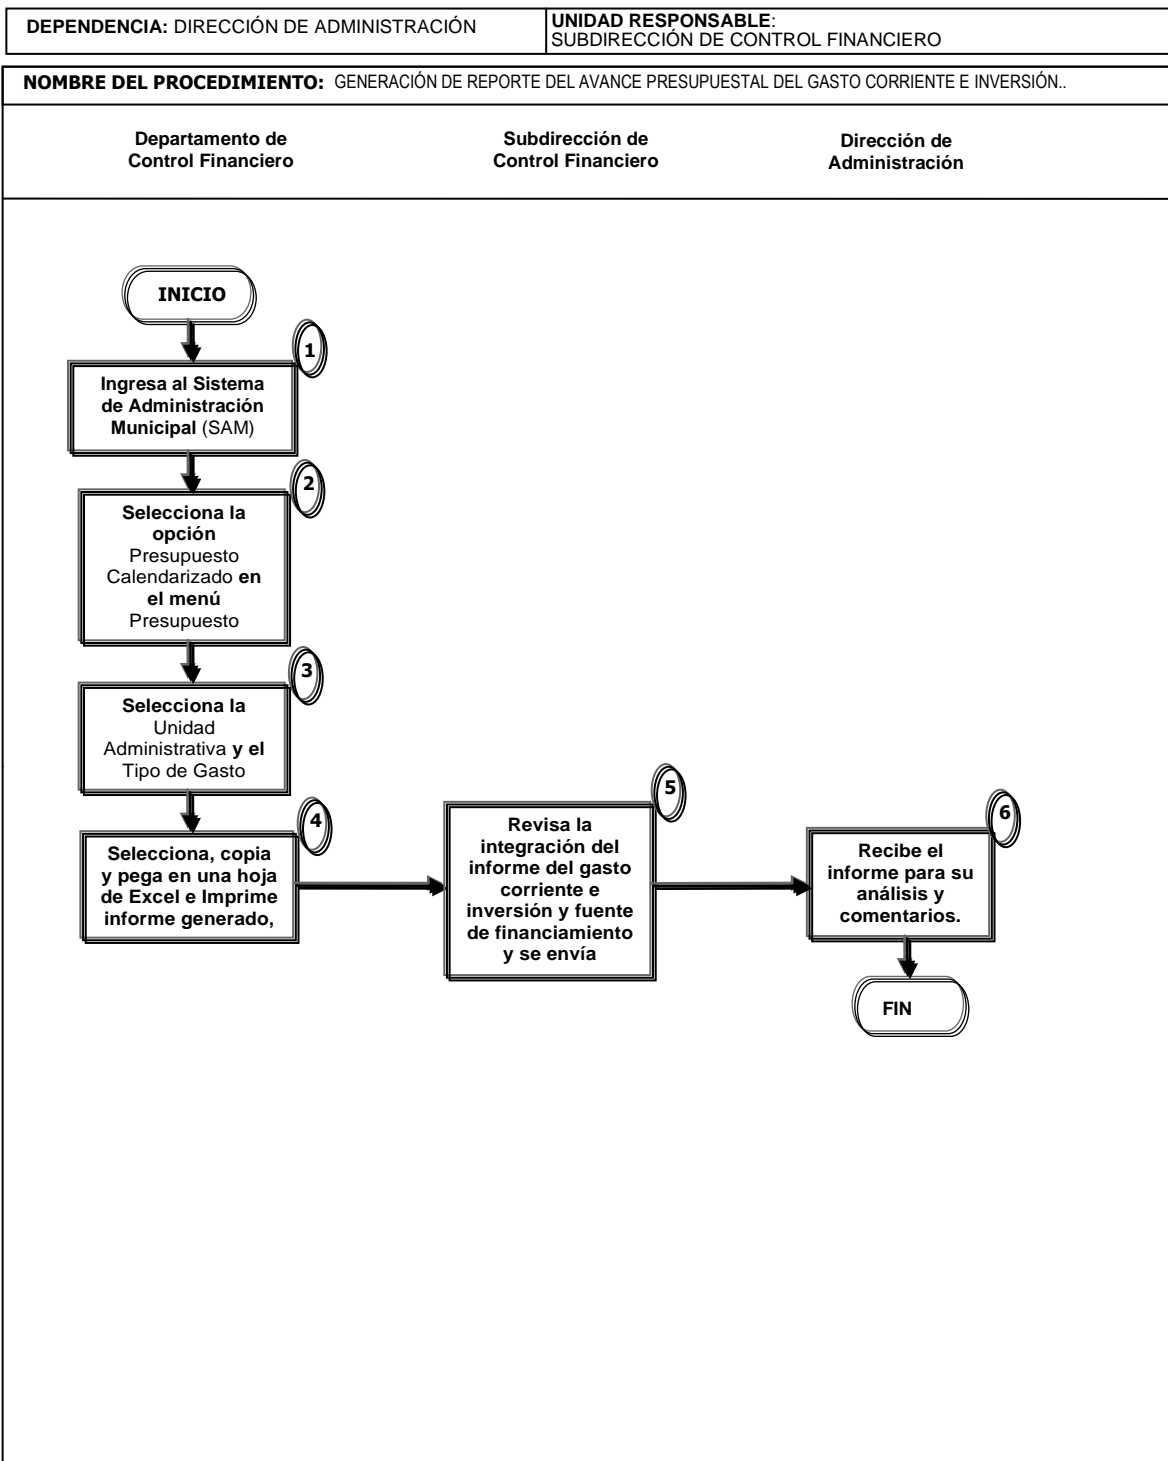 DEPENDENCIA: DIRECCIÓN DE ADMINISTRACIÓN
UNIDAD RESPONSABLE:
SUBDIRECCIÓN DE CONTROL FINANCIERO
NOMBRE DEL PROCEDIMIENTO: GENERACIÓN DE REPORTE DEL AVANCE PRESUPUESTAL DEL GASTO CORRIENTE E INVERSIÓN..
Departamento de
Control Financiero
Subdirección de
Control Financiero
Dirección de
Administración
INICIO
1
Ingresa al Sistema
de Administración
Municipal (SAM)
2
Selecciona la
opción
Presupuesto
Calendarizado en
el menú
Presupuesto
3
Selecciona la
Unidad
Administrativa y el
Tipo de Gasto
4
Selecciona, copia
y pega en una hoja
de Excel e Imprime
informe generado,
5
Revisa la
integración del
informe del gasto
corriente e
inversión y fuente
de financiamiento
y se envía
6
Recibe el
informe para su
análisis y
comentarios.
FIN